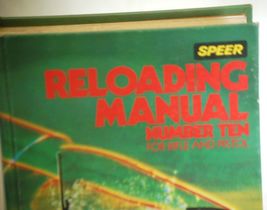 SPEER
RELOADING
MANUAL
NUMBER TEN
FOR RIFLE AND PISTOL